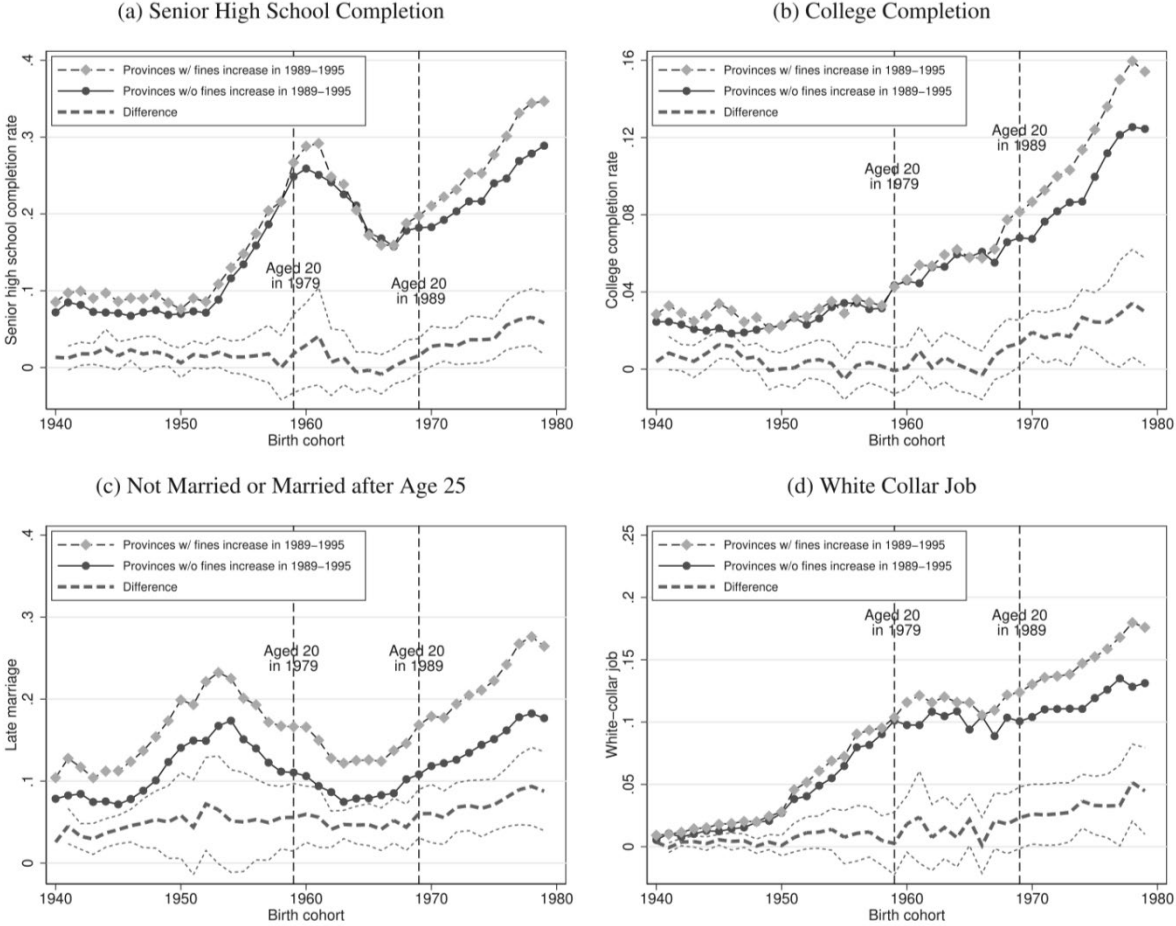 (a) Senior High School Completion
Provinces w/ fines increase in 1989−1995
Provinces w/o fines increase in 1989−1995
Difference
Senior high school completion rate
.4
.3
.2
.1
0
Aged 20
in 1979
Aged 20
in 1989
1940
1950
1960
1970
1980
Birth cohort
(b) College Completion
Provinces w/ fines increase in 1989−1995
Provinces w/o fines increase in 1989−1995
Difference
College completion rate
.16
.12
.08
.04
0
Aged 20
in 1979
Aged 20
in 1989
1940
1950
1960
1970
1980
Birth cohort
(c) Not Married or Married after Age 25
Provinces w/ fines increase in 1989−1995
Provinces w/o fines increase in 1989−1995
Difference
Late marriage
.4
.3
.2
.1
0
Aged 20
in 1979
Aged 20
in 1989
1940
1950
1960
1970
1980
Birth cohort
(d) White Collar Job
Provinces w/ fines increase in 1989−1995
Provinces w/o fines increase in 1989−1995
Difference
White−collar job
.25
.2
.15
.1
.05
0
Aged 20
in 1979
Aged 20
in 1989
1940
1950
1960
1970
1980
Birth cohort